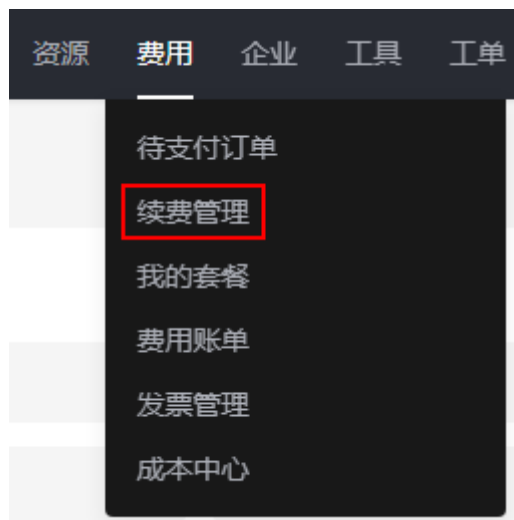 资源 费用 企业 工具 工单
待支付订单
续费管理
我的套餐
费用账单
发票管理
成本中心